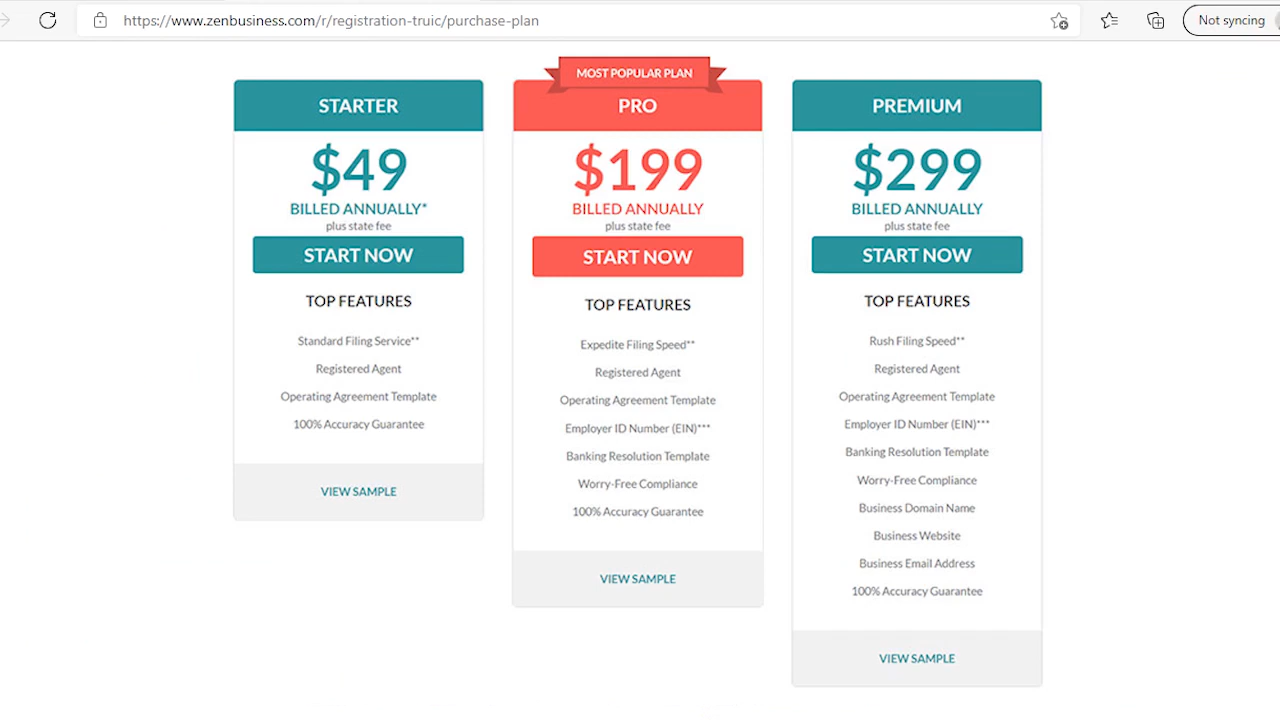 https://www.zenbusiness.com/r/registration-truic/purchase-plan
Not syncing
STARTER
$49
BILLED ANNUALLY*
plus state fee
START NOW
TOP FEATURES
Standard Filing Service**
Registered Agent
Operating Agreement Template
100% Accuracy Guarantee
VIEW SAMPLE
MOST POPULAR PLAN
PRO
$199
BILLED ANNUALLY
plus state fee
START NOW
TOP FEATURES
Expedite Filing Speed**
Registered Agent
Operating Agreement Template
Employer ID Number (EIN)***
Banking Resolution Template
Worry-Free Compliance
100% Accuracy Guarantee
VIEW SAMPLE
PREMIUM
$299
BILLED ANNUALLY
plus state fee
START NOW
TOP FEATURES
Rush Filing Speed**
Registered Agent
Operating Agreement Template
Employer ID Number (EIN)***
Banking Resolution Template
Worry-Free Compliance
Business Domain Name
Business Website
Business Email Address
100% Accuracy Guarantee
VIEW SAMPLE